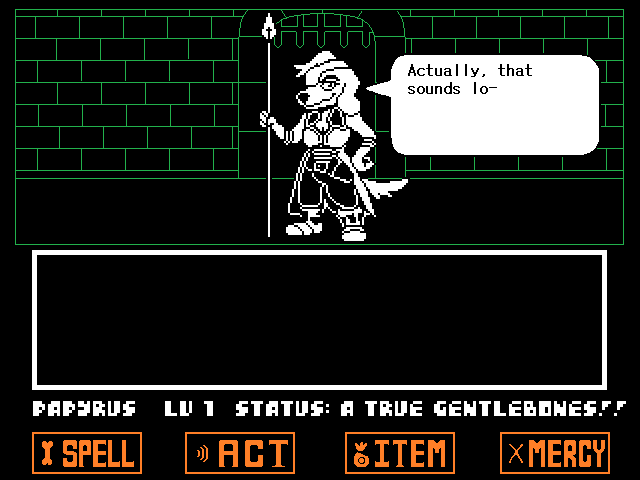 Actually, that
sounds lo-
PAPYRUS LV 1 STATUS: A TRUE GENTLEBONES!!
SPELL ACT ITEM MERCY